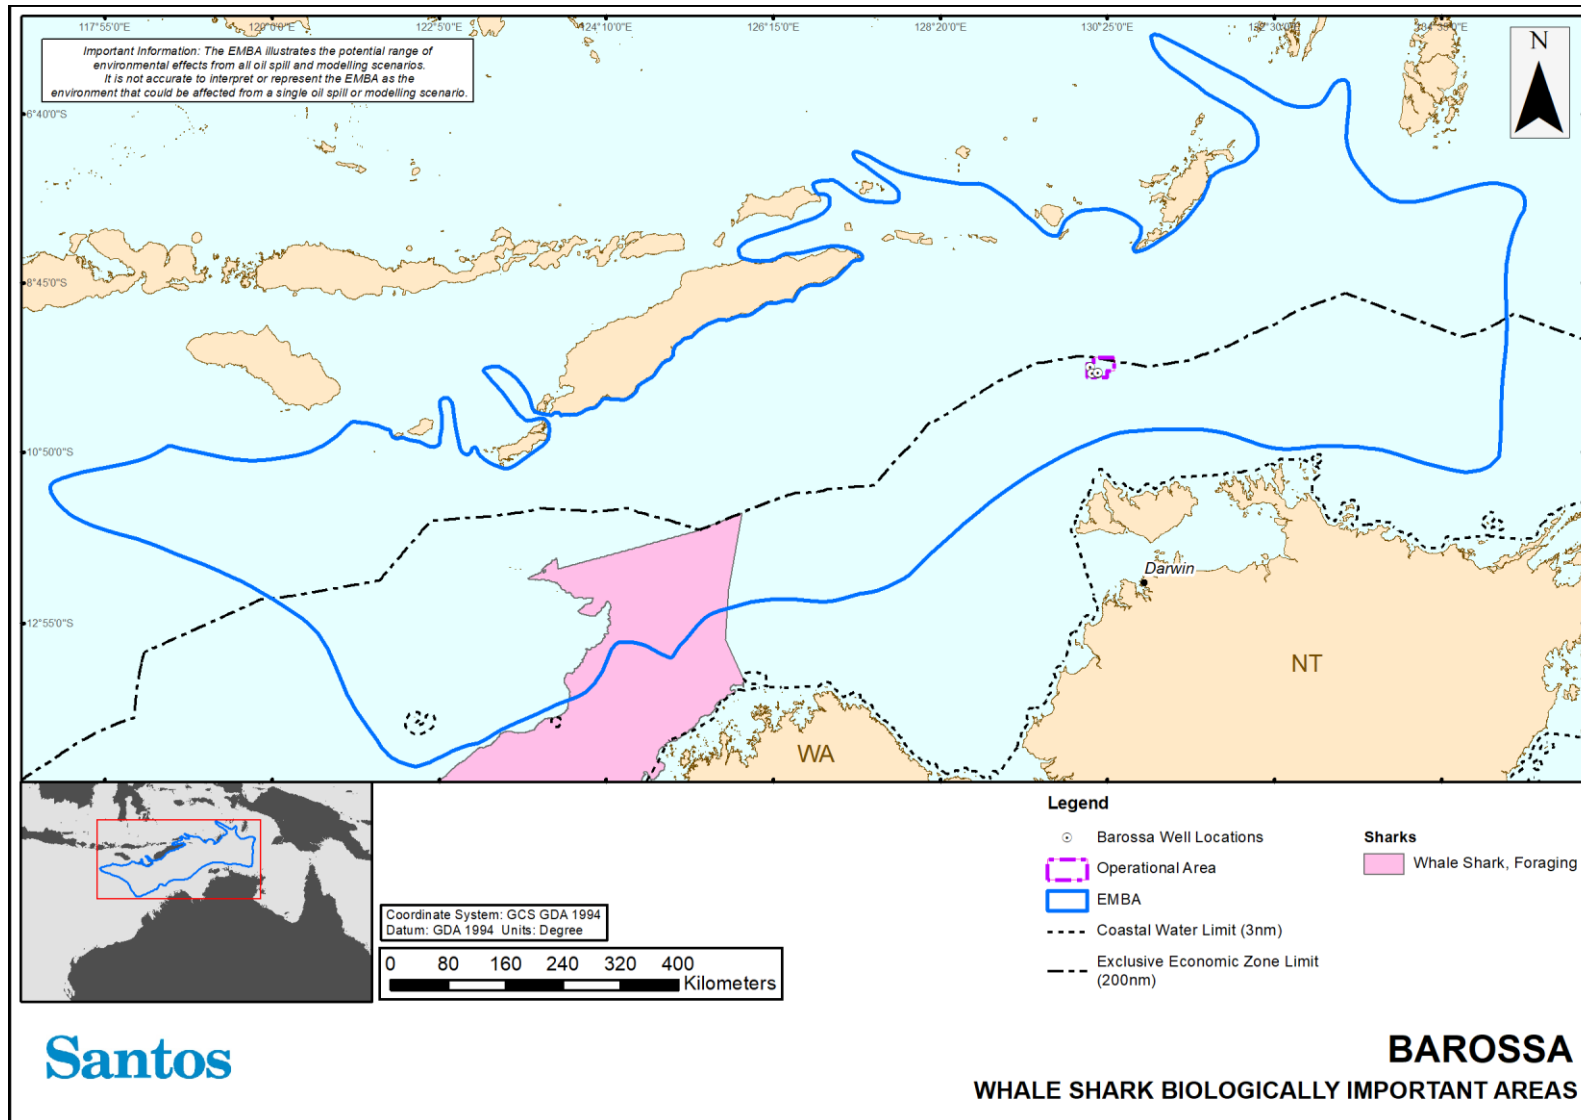 117°55'0"E
120°0'0"E
122°5'0"E
124°10'0"E
126°15'0"E
128°20'0"E
130°25'0"E
132°30'0"E
134°35'0"E
Important Information: The EMBA illustrates the potential range of
environmental effects from all oil spill and modelling scenarios.
It is not accurate to interpret or represent the EMBA as the
environment that could be affected from a single oil spill or modelling scenario.
N
6°40'0"S
8°45'0"S
10°50'0"S
12°55'0"S
Darwin
NT
WA
Legend
Barossa Well Locations
Operational Area
EMBA
Coastal Water Limit (3nm)
Exclusive Economic Zone Limit
(200nm)
Sharks
Whale Shark, Foraging
Coordinate System: GCS GDA 1994
Datum: GDA 1994 Units: Degree
0 80 160 240 320 400
Kilometers
Santos
BAROSSA
WHALE SHARK BIOLOGICALLY IMPORTANT AREAS